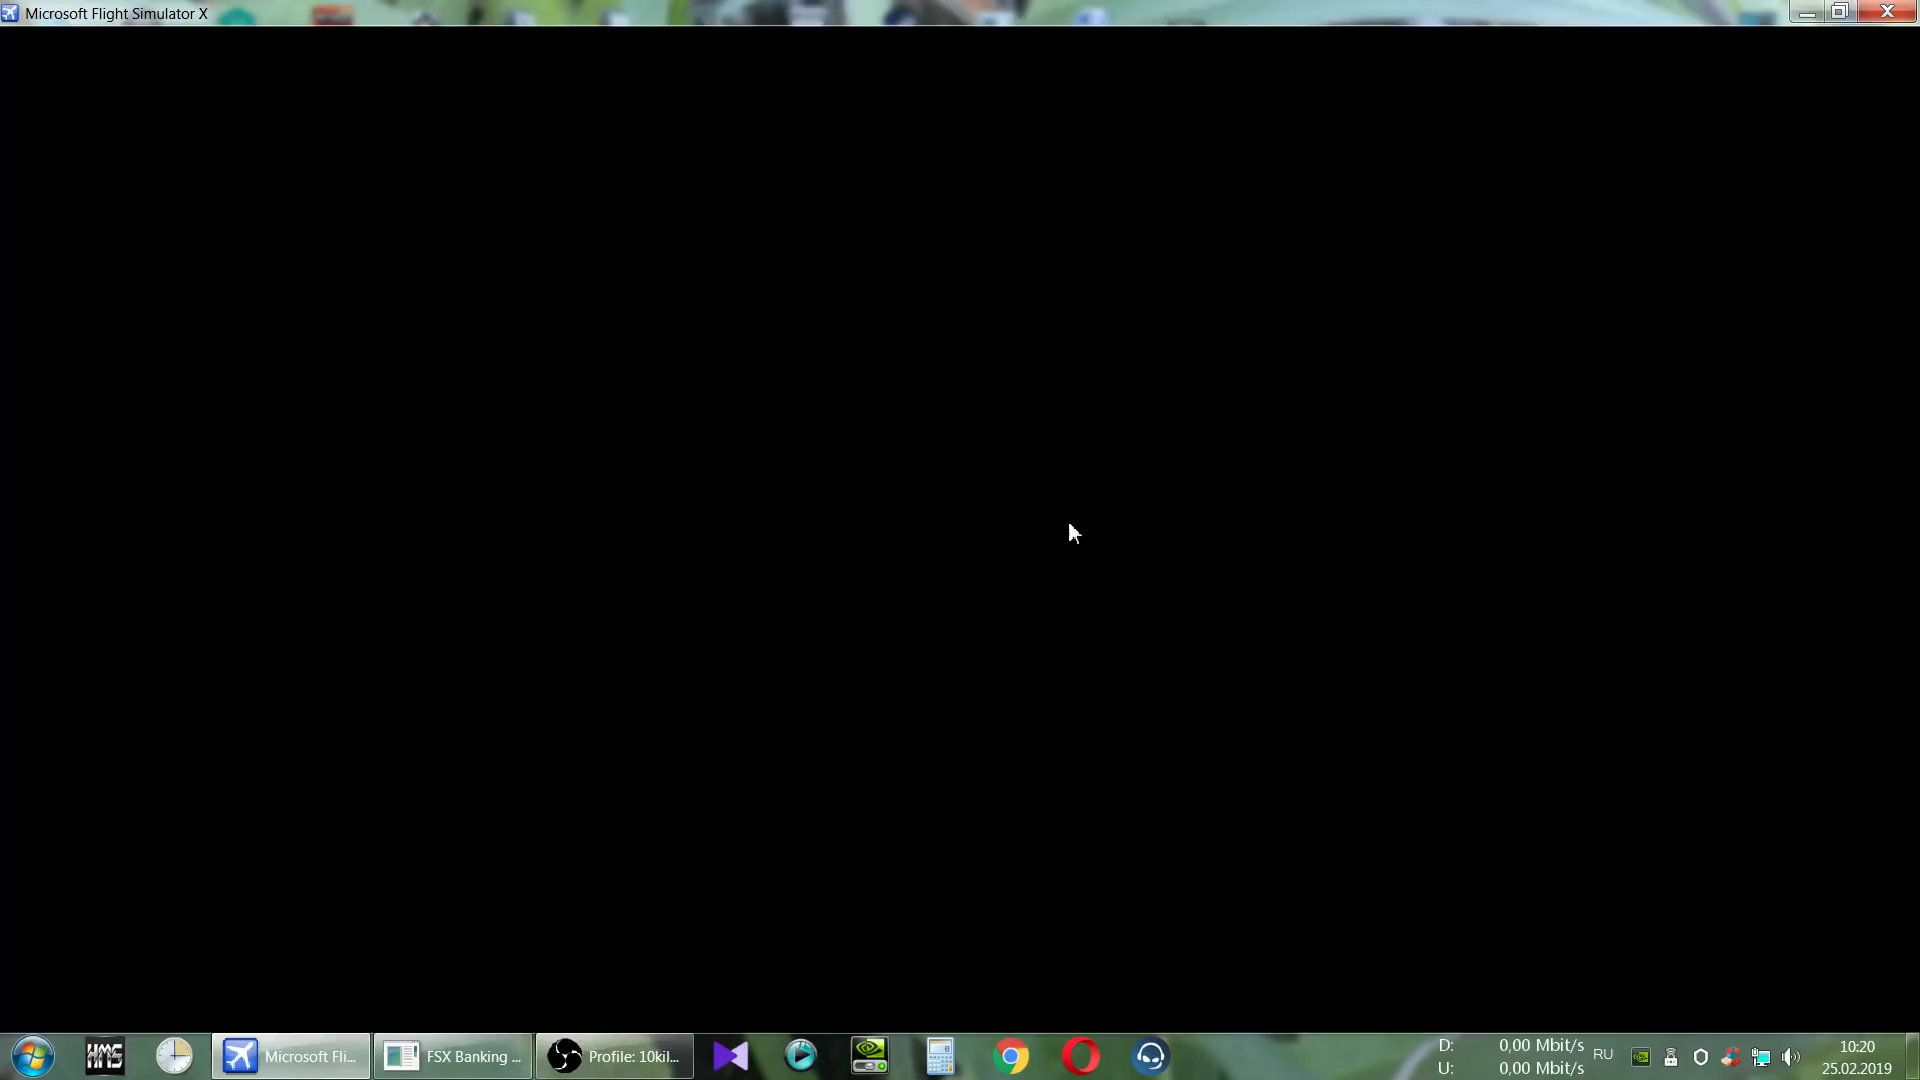 Microsoft Flight Simulator X
HMS
Microsoft Fli...
FSX Banking ...
Profile: 10kil...
D: 0,00 Mbit/s
U: 0,00 Mbit/s
RU
10:20
25.02.2019